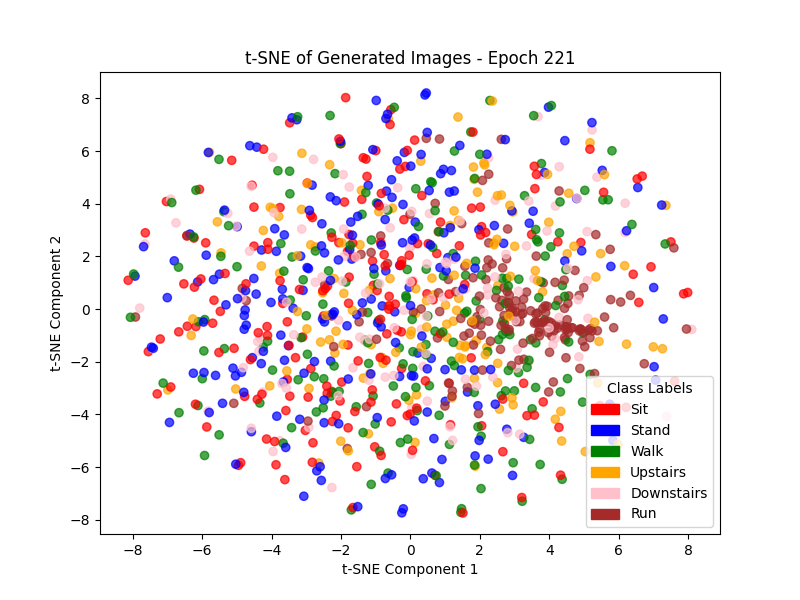 t-SNE of Generated Images - Epoch 221
t-SNE Component 2
8
6
4
2
0
−2
−4
−6
−8
−8
−6
−4
−2
0
2
4
6
8
t-SNE Component 1
Class Labels
Sit
Stand
Walk
Upstairs
Downstairs
Run